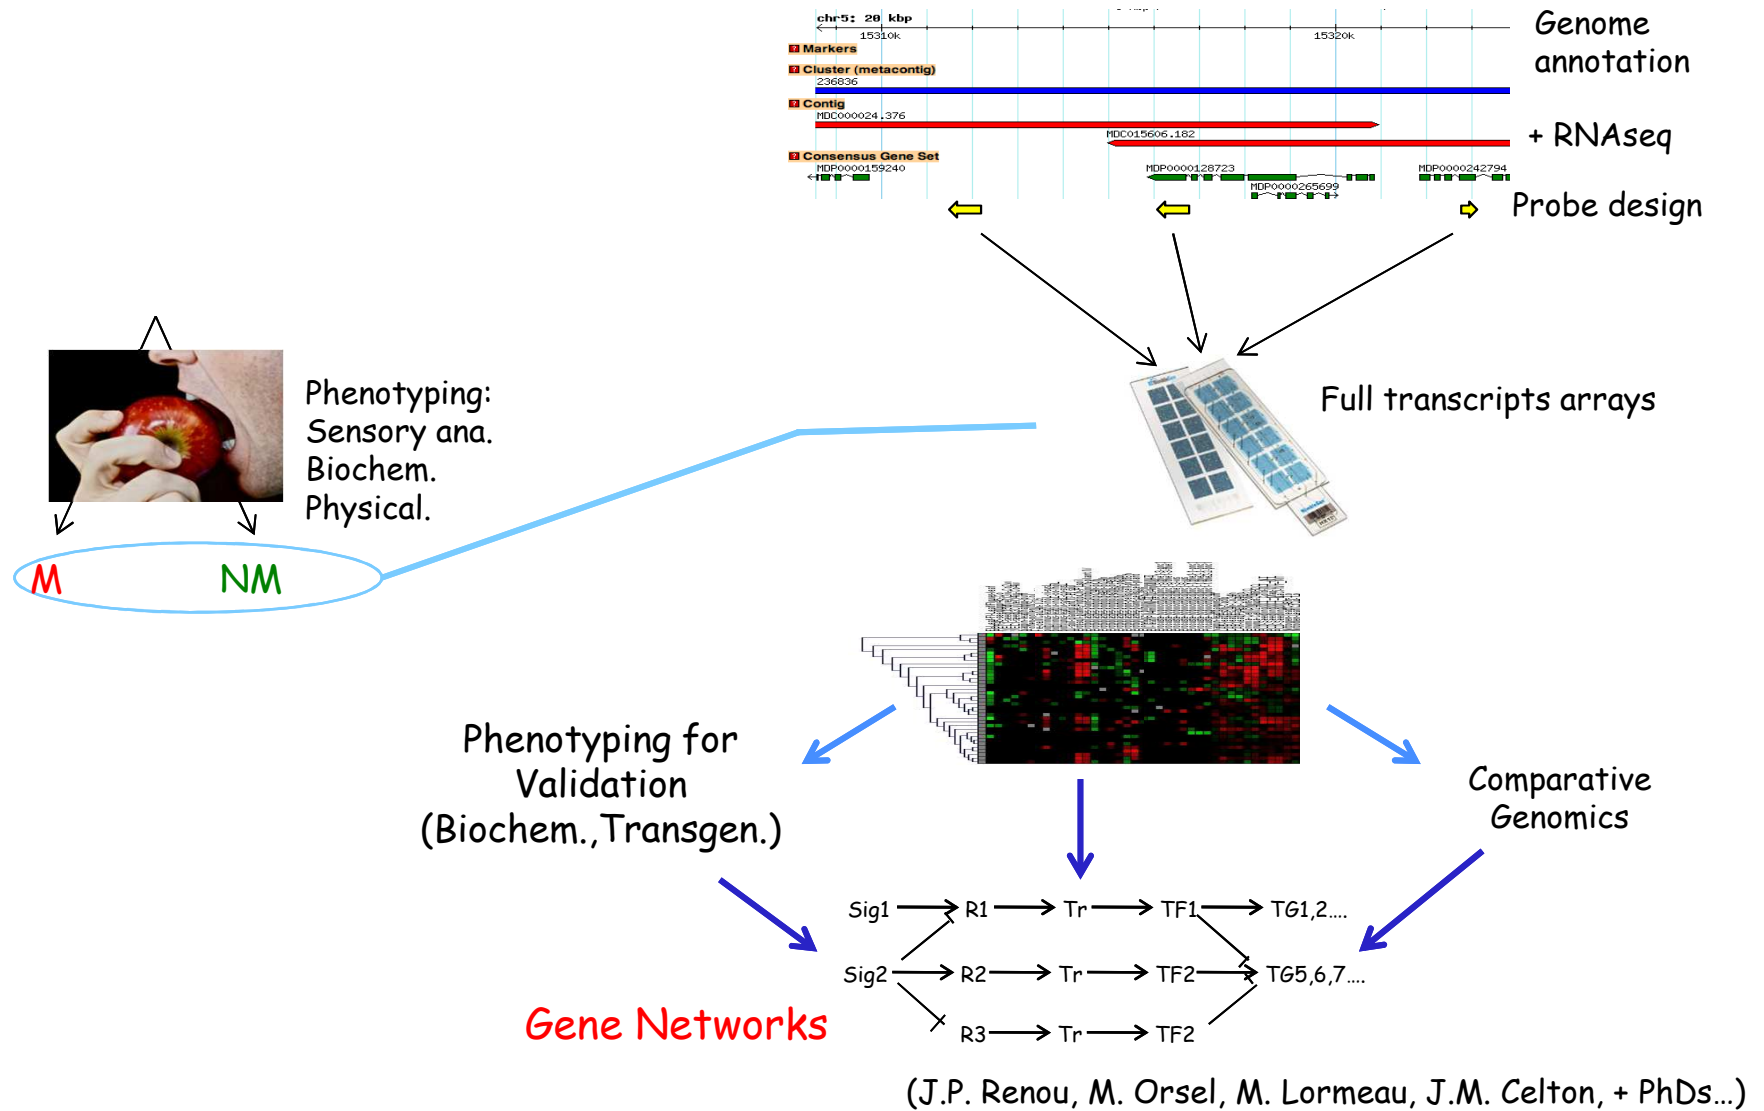 chr5: 20 kbp
15310k 15320k
Markers
Cluster (metacontig)
236836
Contig
MDC000024.376
MDC015606.182
Consensus Gene Set
MDP0000159240 MDP0000128723 MDP0000242794
MDP0000265699
Genome
annotation
+ RNAseq
Probe design
Full transcripts arrays
Phenotyping:
Sensory ana.
Biochem.
Physical.
M NM
Phenotyping for
Validation
(Biochem.,Transgen.)
Comparative
Genomics
Sig1 R1 Tr TF1 TG1,2....
Sig2 R2 Tr TF2 TG5,6,7....
R3 Tr TF2
Gene Networks
(J.P. Renou, M. Orsel, M. Lormeau, J.M. Celton, + PhDs...)